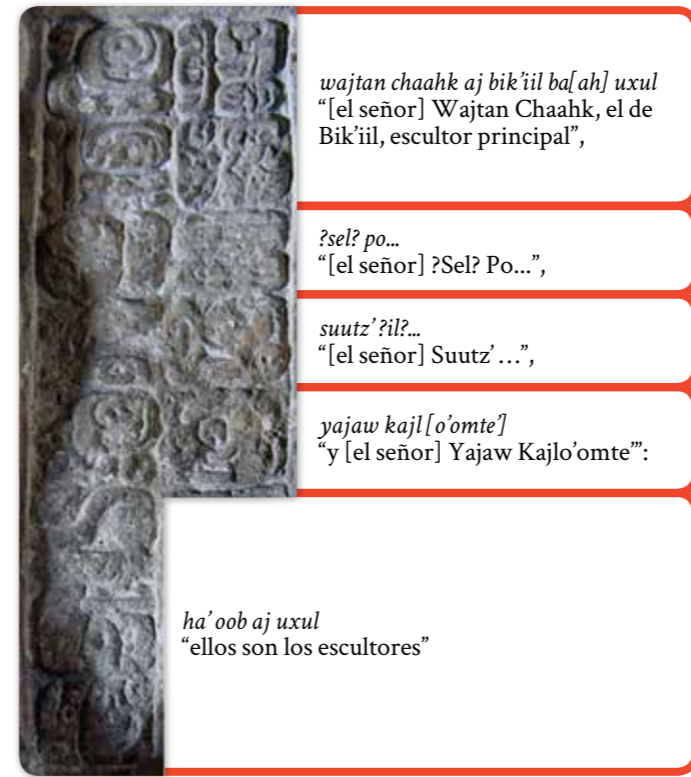 wajtan chaahk aj bik’iil ba[ah] uxul
“[el señor] Wajtan Chaahk, el de
Bik’iil, escultor principal”,
?sel? po...
“[el señor] ?Sel? Po...”,
suutz’ ?il?...
“[el señor] Suutz’ …”,
yajaw kajl[o’omte’]
“y [el señor] Yajaw Kajlo’omte’”:
ha’ oob aj uxul
“ellos son los escultores”